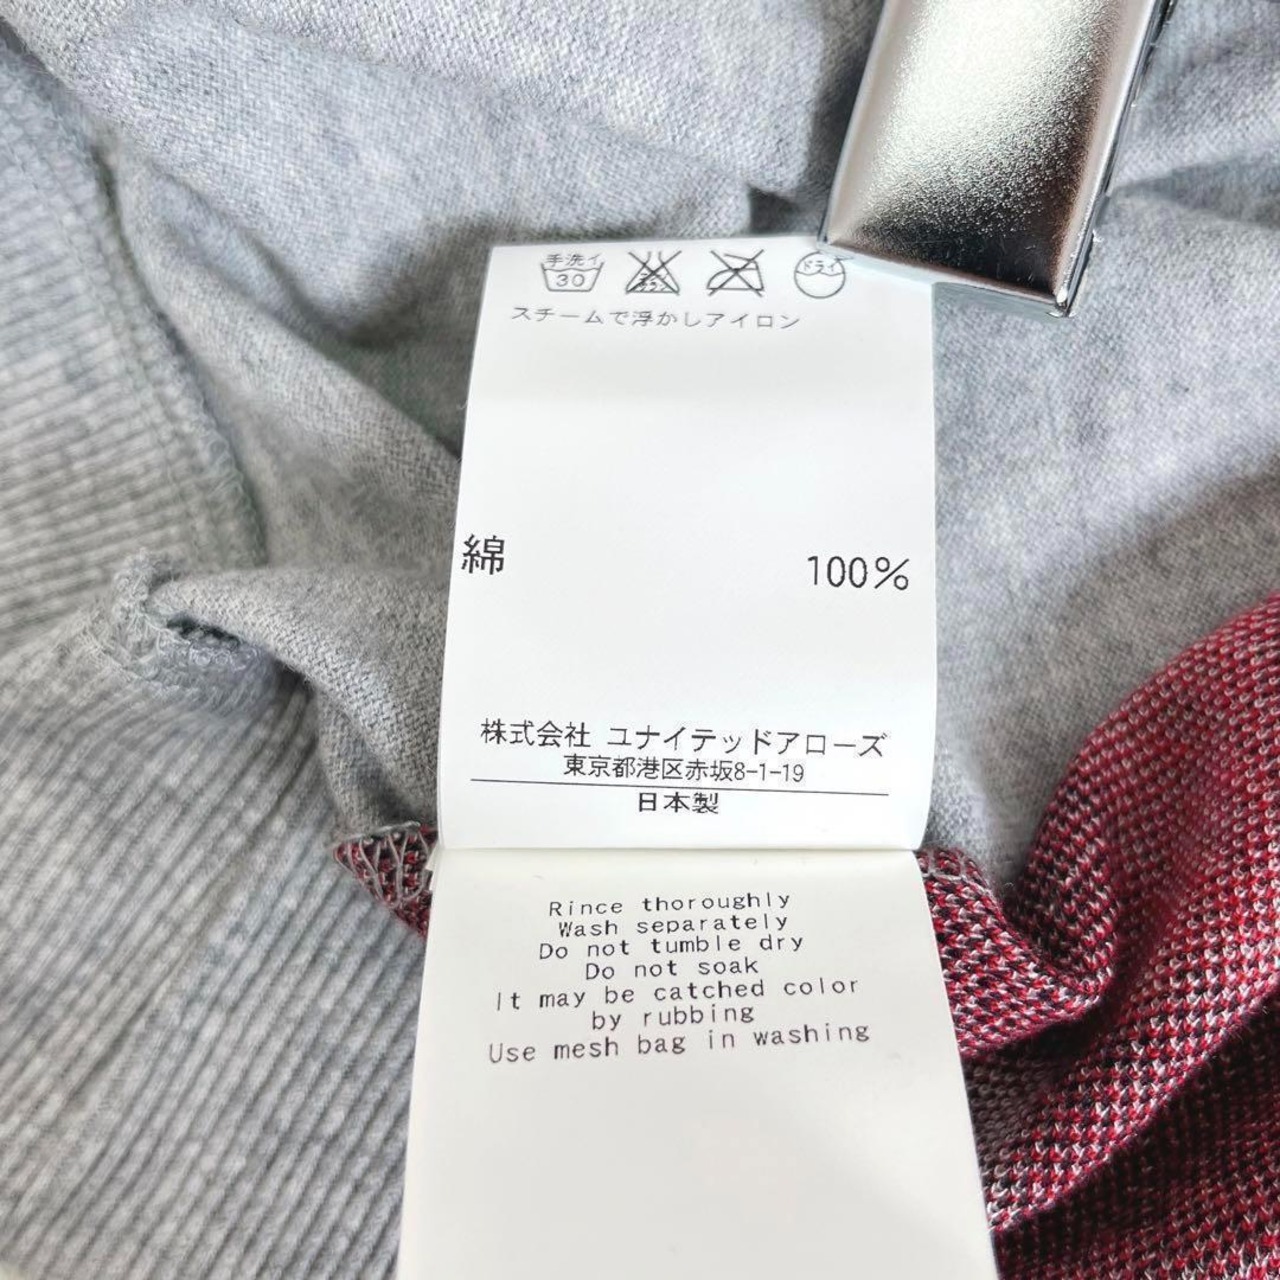 手洗イ
30
ドライ
スチームで浮かしアイロン
綿 100%
株式会社 ユナイテッドアローズ
東京都港区赤坂8-1-19
日本製
Rince thoroughly
Wash separately
Do not tumble dry
Do not soak
It may be catched color
by rubbing
Use mesh bag in washing